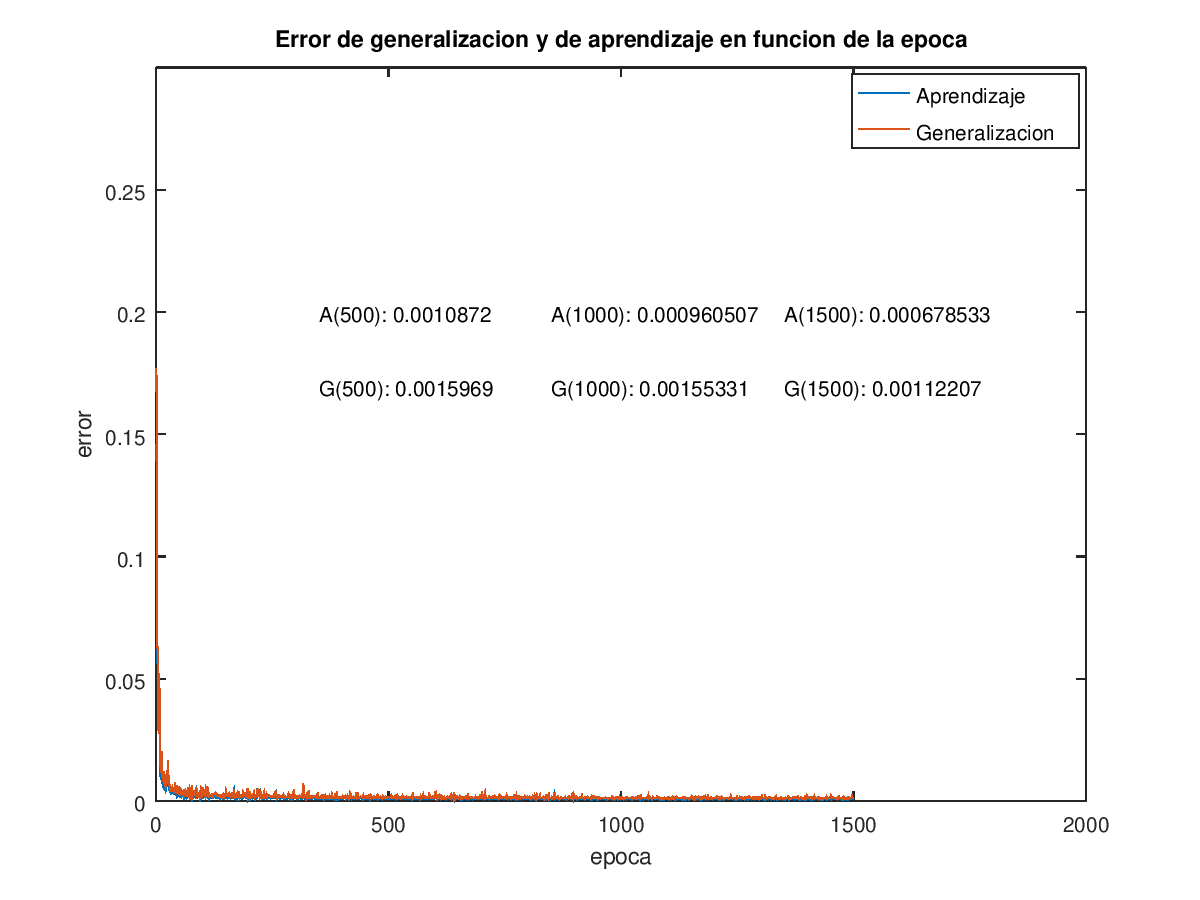 Error de generalizacion y de aprendizaje en funcion de la epoca
Aprendizaje
Generalizacion
0.25
0.2
0.15
0.1
0.05
0
A(500): 0.0010872
A(1000): 0.000960507
A(1500): 0.000678533
G(500): 0.0015969
G(1000): 0.00155331
G(1500): 0.00112207
error
0
500
1000
1500
2000
epoca